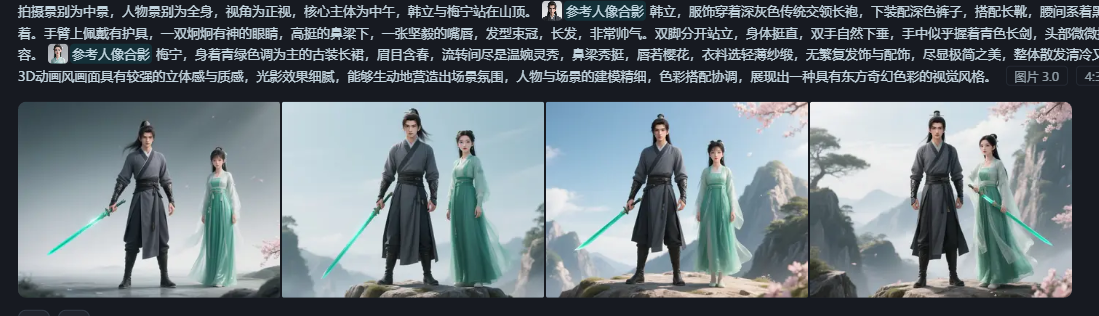 拍摄景别为中景，人物景别为全身，视角为正视，核心主体为中午，韩立与梅宁站在山顶。 参考人像合影 韩立，服饰穿着深灰色传统交领长袍，下装配深色裤子，搭配长靴，腰间系着黑
着。手臂上佩戴有护具，一双炯炯有神的眼睛，高挺的鼻梁下，一张坚毅的嘴唇，发型束冠，长发，非常帅气。双脚分开站立，身体挺直，双手自然下垂，手中似乎握着青色长剑，头部微微
容。 参考人像合影 梅宁，身着青绿色调为主的古装长裙，眉目含春，流转间尽是温婉灵秀，鼻梁秀挺，唇若樱花，衣料选轻薄纱缎，无繁复发饰与配饰，尽显极简之美，整体散发清冷又
3D动画风画面具有较强的立体感与质感，光影效果细腻，能够生动地营造出场景氛围，人物与场景的建模精细，色彩搭配协调，展现出一种具有东方奇幻色彩的视觉风格。 图片 3.0 4:3